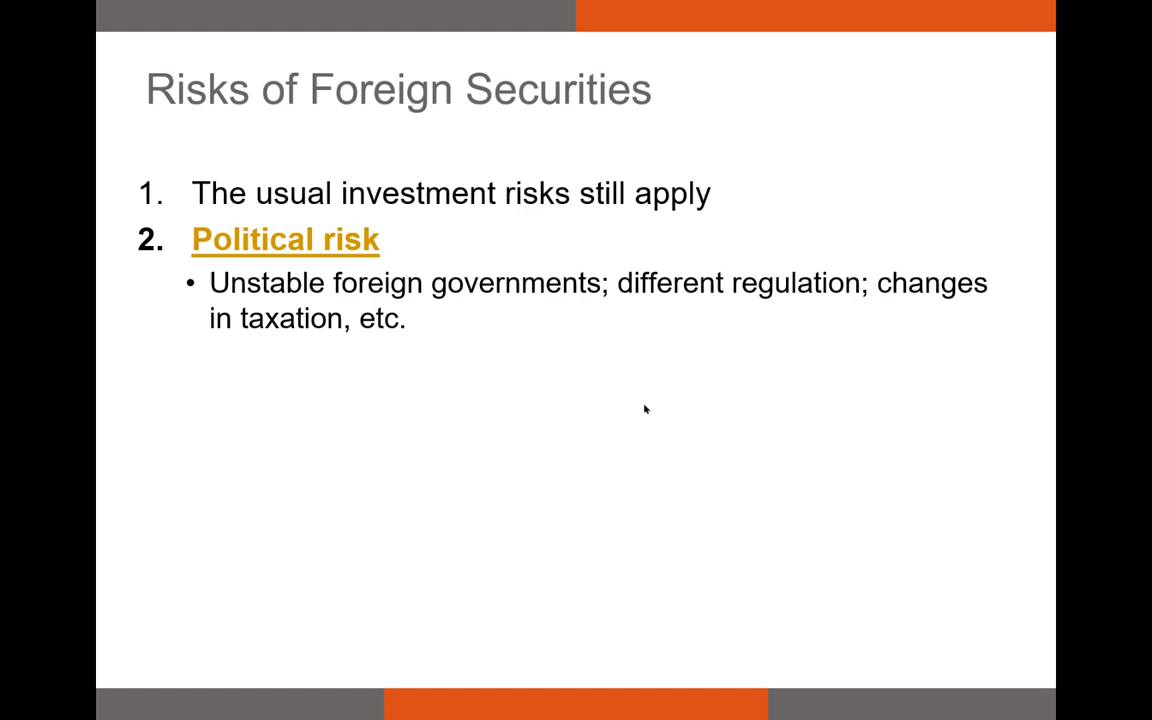 Risks of Foreign Securities
1. The usual investment risks still apply
2. Political risk
• Unstable foreign governments; different regulation; changes
in taxation, etc.